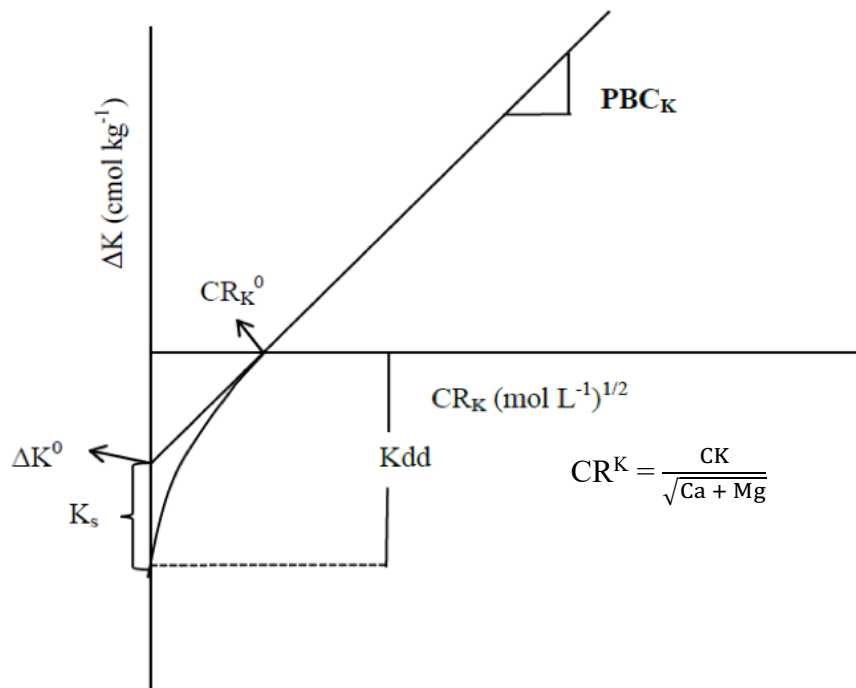 ΔK (cmol kg⁻¹)
PBC_K
CR_K⁰
CR_K (mol L⁻¹)^{1/2}
ΔK⁰
Kdd
CR^K = CK / √(Ca + Mg)
K_s